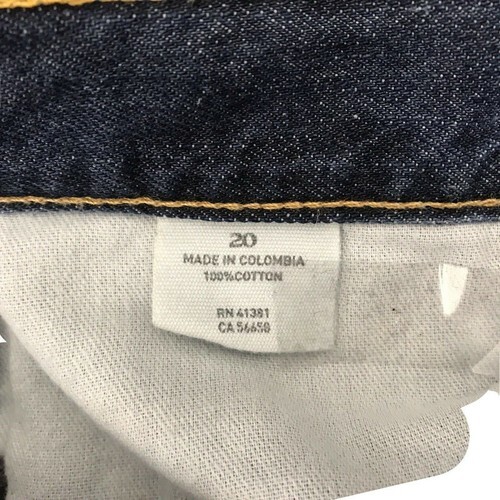 20
MADE IN COLOMBIA
100%COTTON
RN 41381
CA 56658